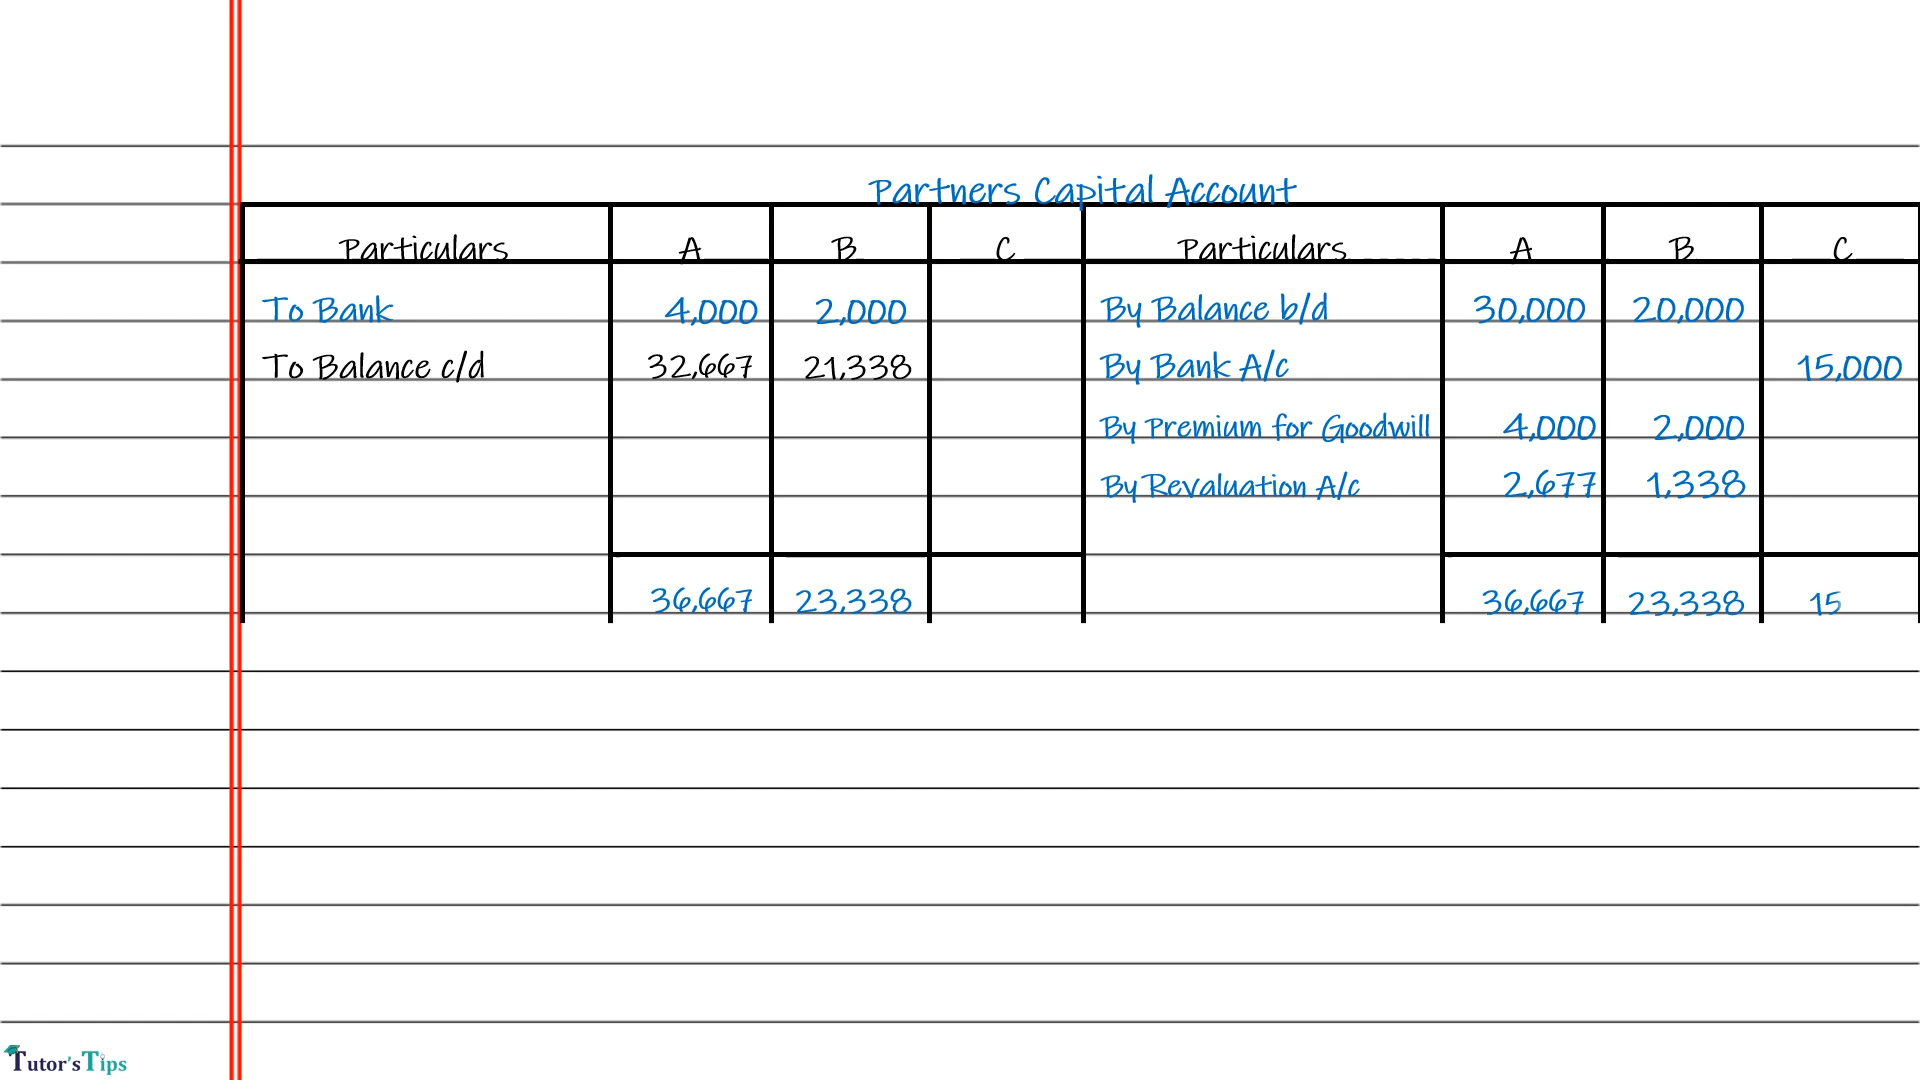 Partners Capital Account
Particulars A B C Particulars A B C
To Bank 4,000 2,000 By Balance b/d 30,000 20,000
To Balance c/d 32,667 21,338 By Bank A/c 15,000
By Premium for Goodwill 4,000 2,000
By Revaluation A/c 2,677 1,338
36,667 23,338 36,667 23,338 15
Tutor'sTips